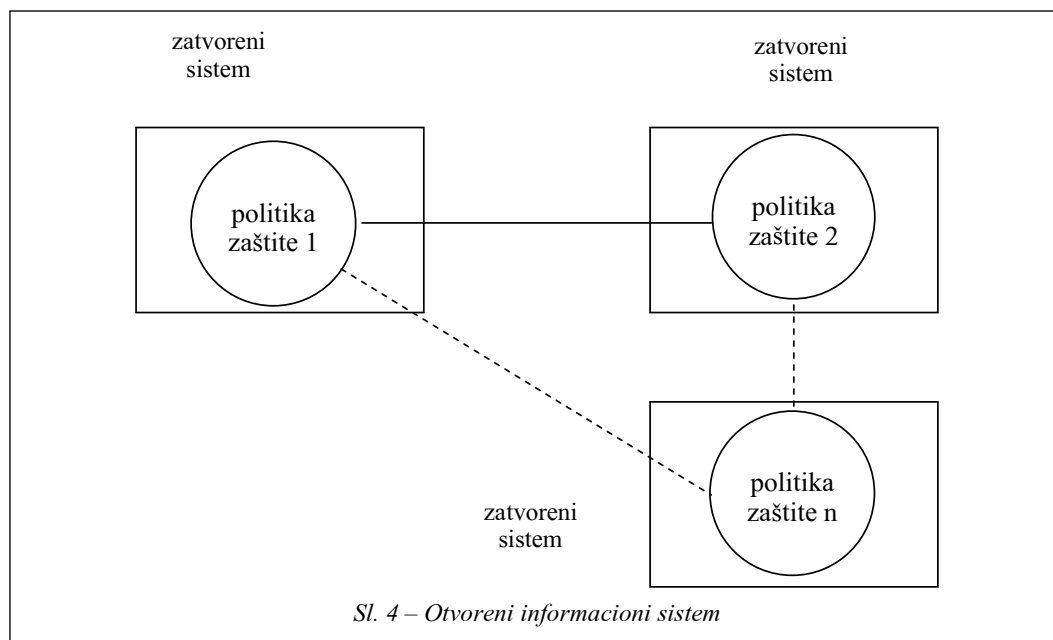 zatvoreni
sistem
zatvoreni
sistem
politika
zaštite 1
politika
zaštite 2
politika
zaštite n
zatvoreni
sistem
Sl. 4 – Otvoreni informacioni sistem